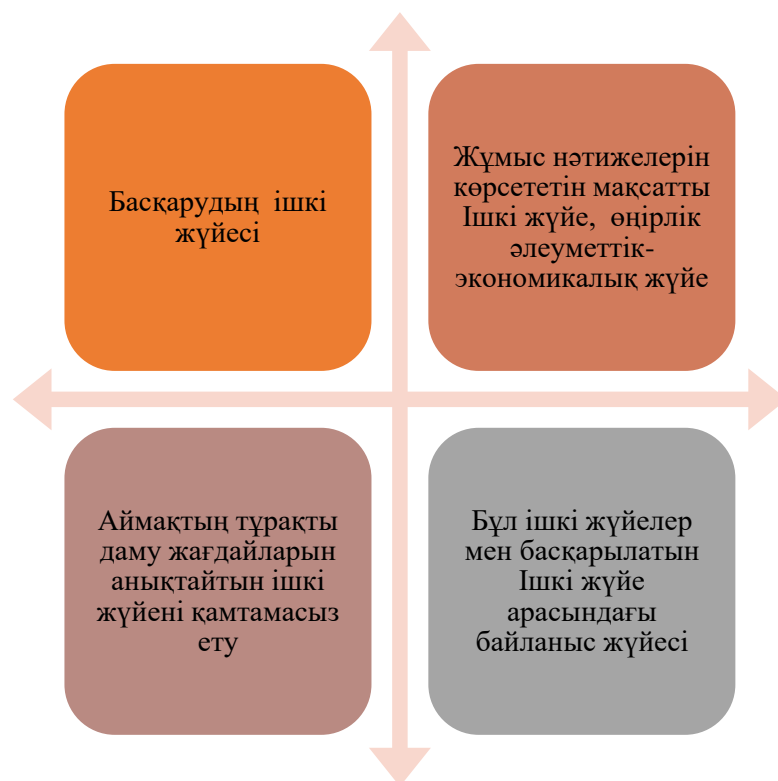 Басқарудың ішкі
жүйесі
Жұмыс нәтижелерін
көрсететін мақсатты
Ішкі жүйе, өңірлік
әлеуметтік-
экономикалық жүйе
Аймақтың тұрақты
даму жағдайларын
анықтайтын ішкі
жүйені қамтамасыз
ету
Бұл ішкі жүйелер
мен басқарылатын
Ішкі жүйе
арасындағы
байланыс жүйесі